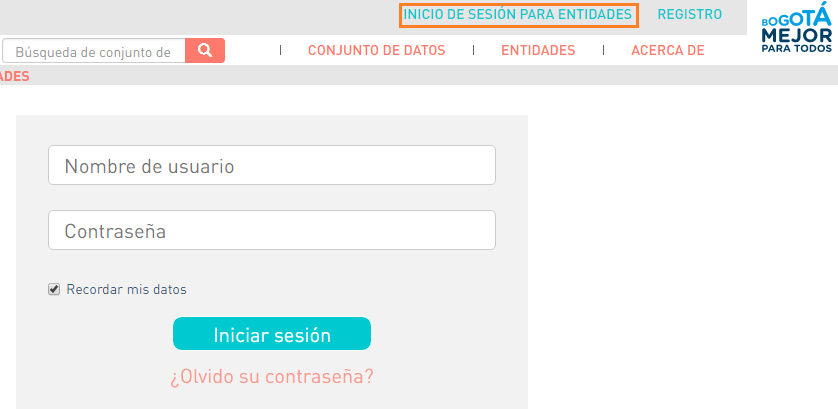 INICIO DE SESIÓN PARA ENTIDADES REGISTRO
BOGOTÁ
MEJOR
PARA TODOS
Búsqueda de conjunto de
| CONJUNTO DE DATOS | ENTIDADES | ACERCA DE
ADES
Nombre de usuario
Contraseña
Recordar mis datos
Iniciar sesión
¿Olvido su contraseña?